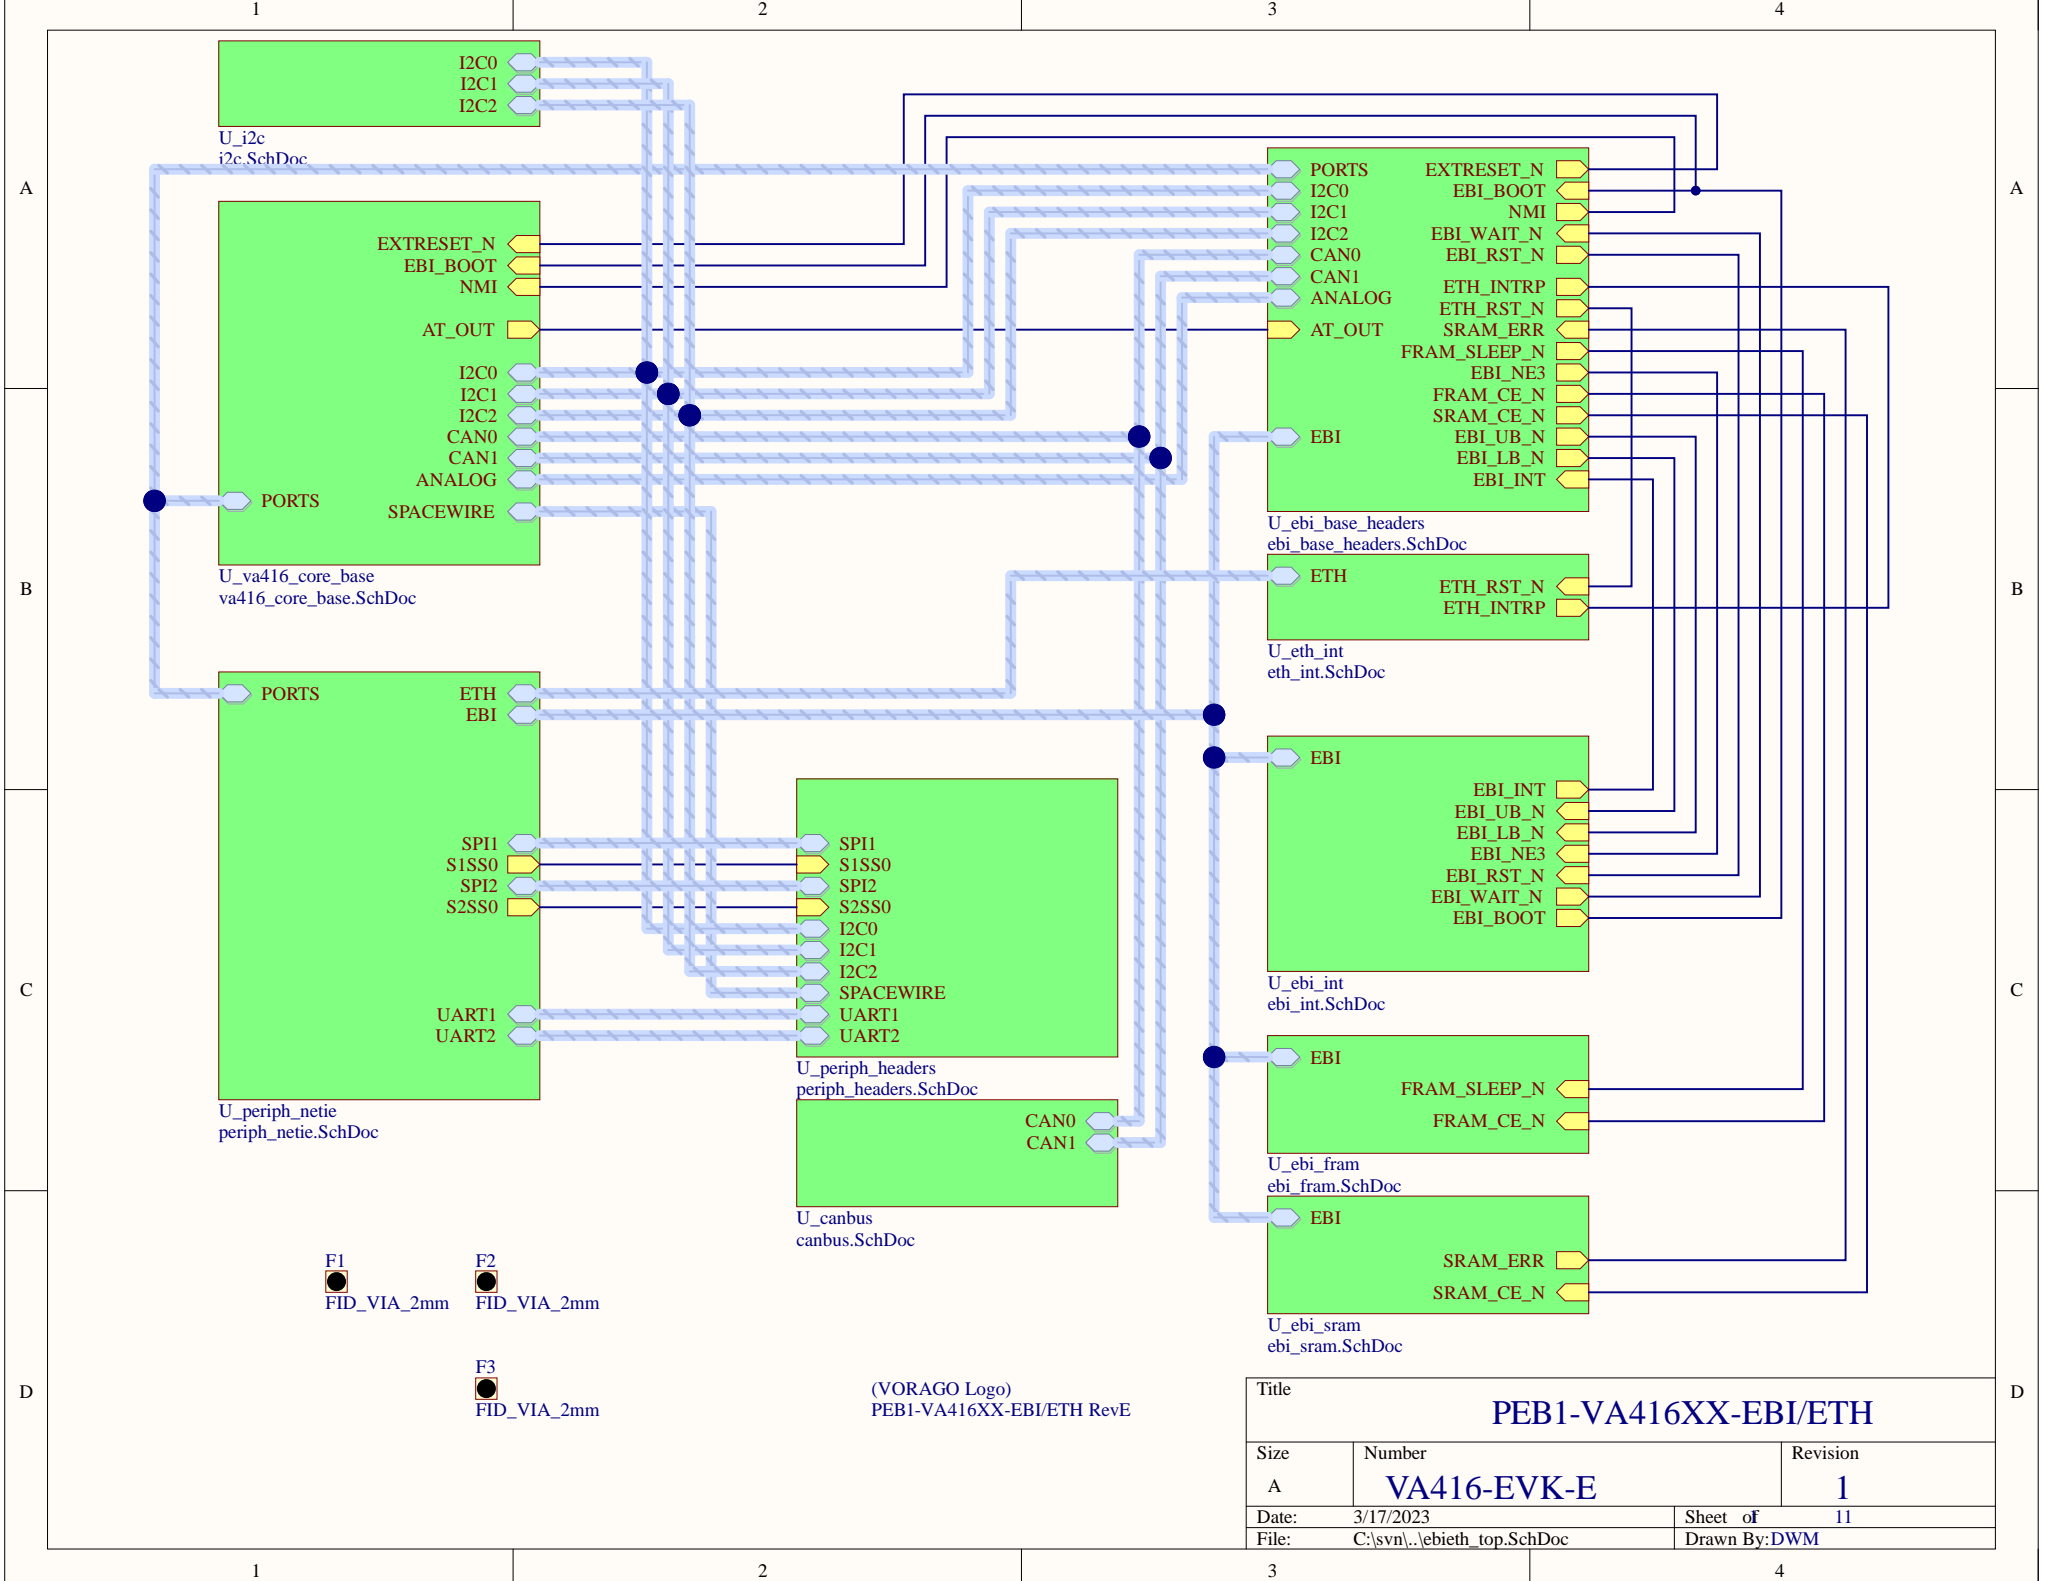 1 2 3 4
I2C0
I2C1
I2C2
U_i2c
i2c.SchDoc
A A
EXTRESET_N
EBI_BOOT
NMI
AT_OUT
I2C0
I2C1
I2C2
CAN0
CAN1
ANALOG
PORTS SPACEWIRE
U_va416_core_base
va416_core_base.SchDoc
PORTS EXTRESET_N
I2C0 EBI_BOOT
I2C1 NMI
I2C2 EBI_WAIT_N
CAN0 EBI_RST_N
CAN1 ETH_INTRP
ANALOG ETH_RST_N
AT_OUT SRAM_ERR
FRAM_SLEEP_N
EBI_NE3
FRAM_CE_N
SRAM_CE_N
EBI EBI_UB_N
EBI_LB_N
EBI_INT
U_ebi_base_headers
ebi_base_headers.SchDoc
B B
ETH ETH_RST_N
ETH_INTRP
U_eth_int
eth_int.SchDoc
PORTS ETH
EBI
SPI1
S1SS0
SPI2
S2SS0
UART1
UART2
U_periph_netie
periph_netie.SchDoc
SPI1
S1SS0
SPI2
S2SS0
I2C0
I2C1
I2C2
SPACEWIRE
UART1
UART2
U_periph_headers
periph_headers.SchDoc
EBI
EBI_INT
EBI_UB_N
EBI_LB_N
EBI_NE3
EBI_RST_N
EBI_WAIT_N
EBI_BOOT
U_ebi_int
ebi_int.SchDoc
C C
CAN0
CAN1
U_canbus
canbus.SchDoc
EBI
FRAM_SLEEP_N
FRAM_CE_N
U_ebi_fram
ebi_fram.SchDoc
EBI
SRAM_ERR
SRAM_CE_N
U_ebi_sram
ebi_sram.SchDoc
F1 F2
FID_VIA_2mm FID_VIA_2mm
F3
FID_VIA_2mm
D D
(VORAGO Logo)
PEB1-VA416XX-EBI/ETH RevE
Title
PEB1-VA416XX-EBI/ETH
Size Number Revision
A VA416-EVK-E 1
Date: 3/17/2023 Sheet of 11
File: C:\svn\..\ebieth_top.SchDoc Drawn By: DWM
1 2 3 4